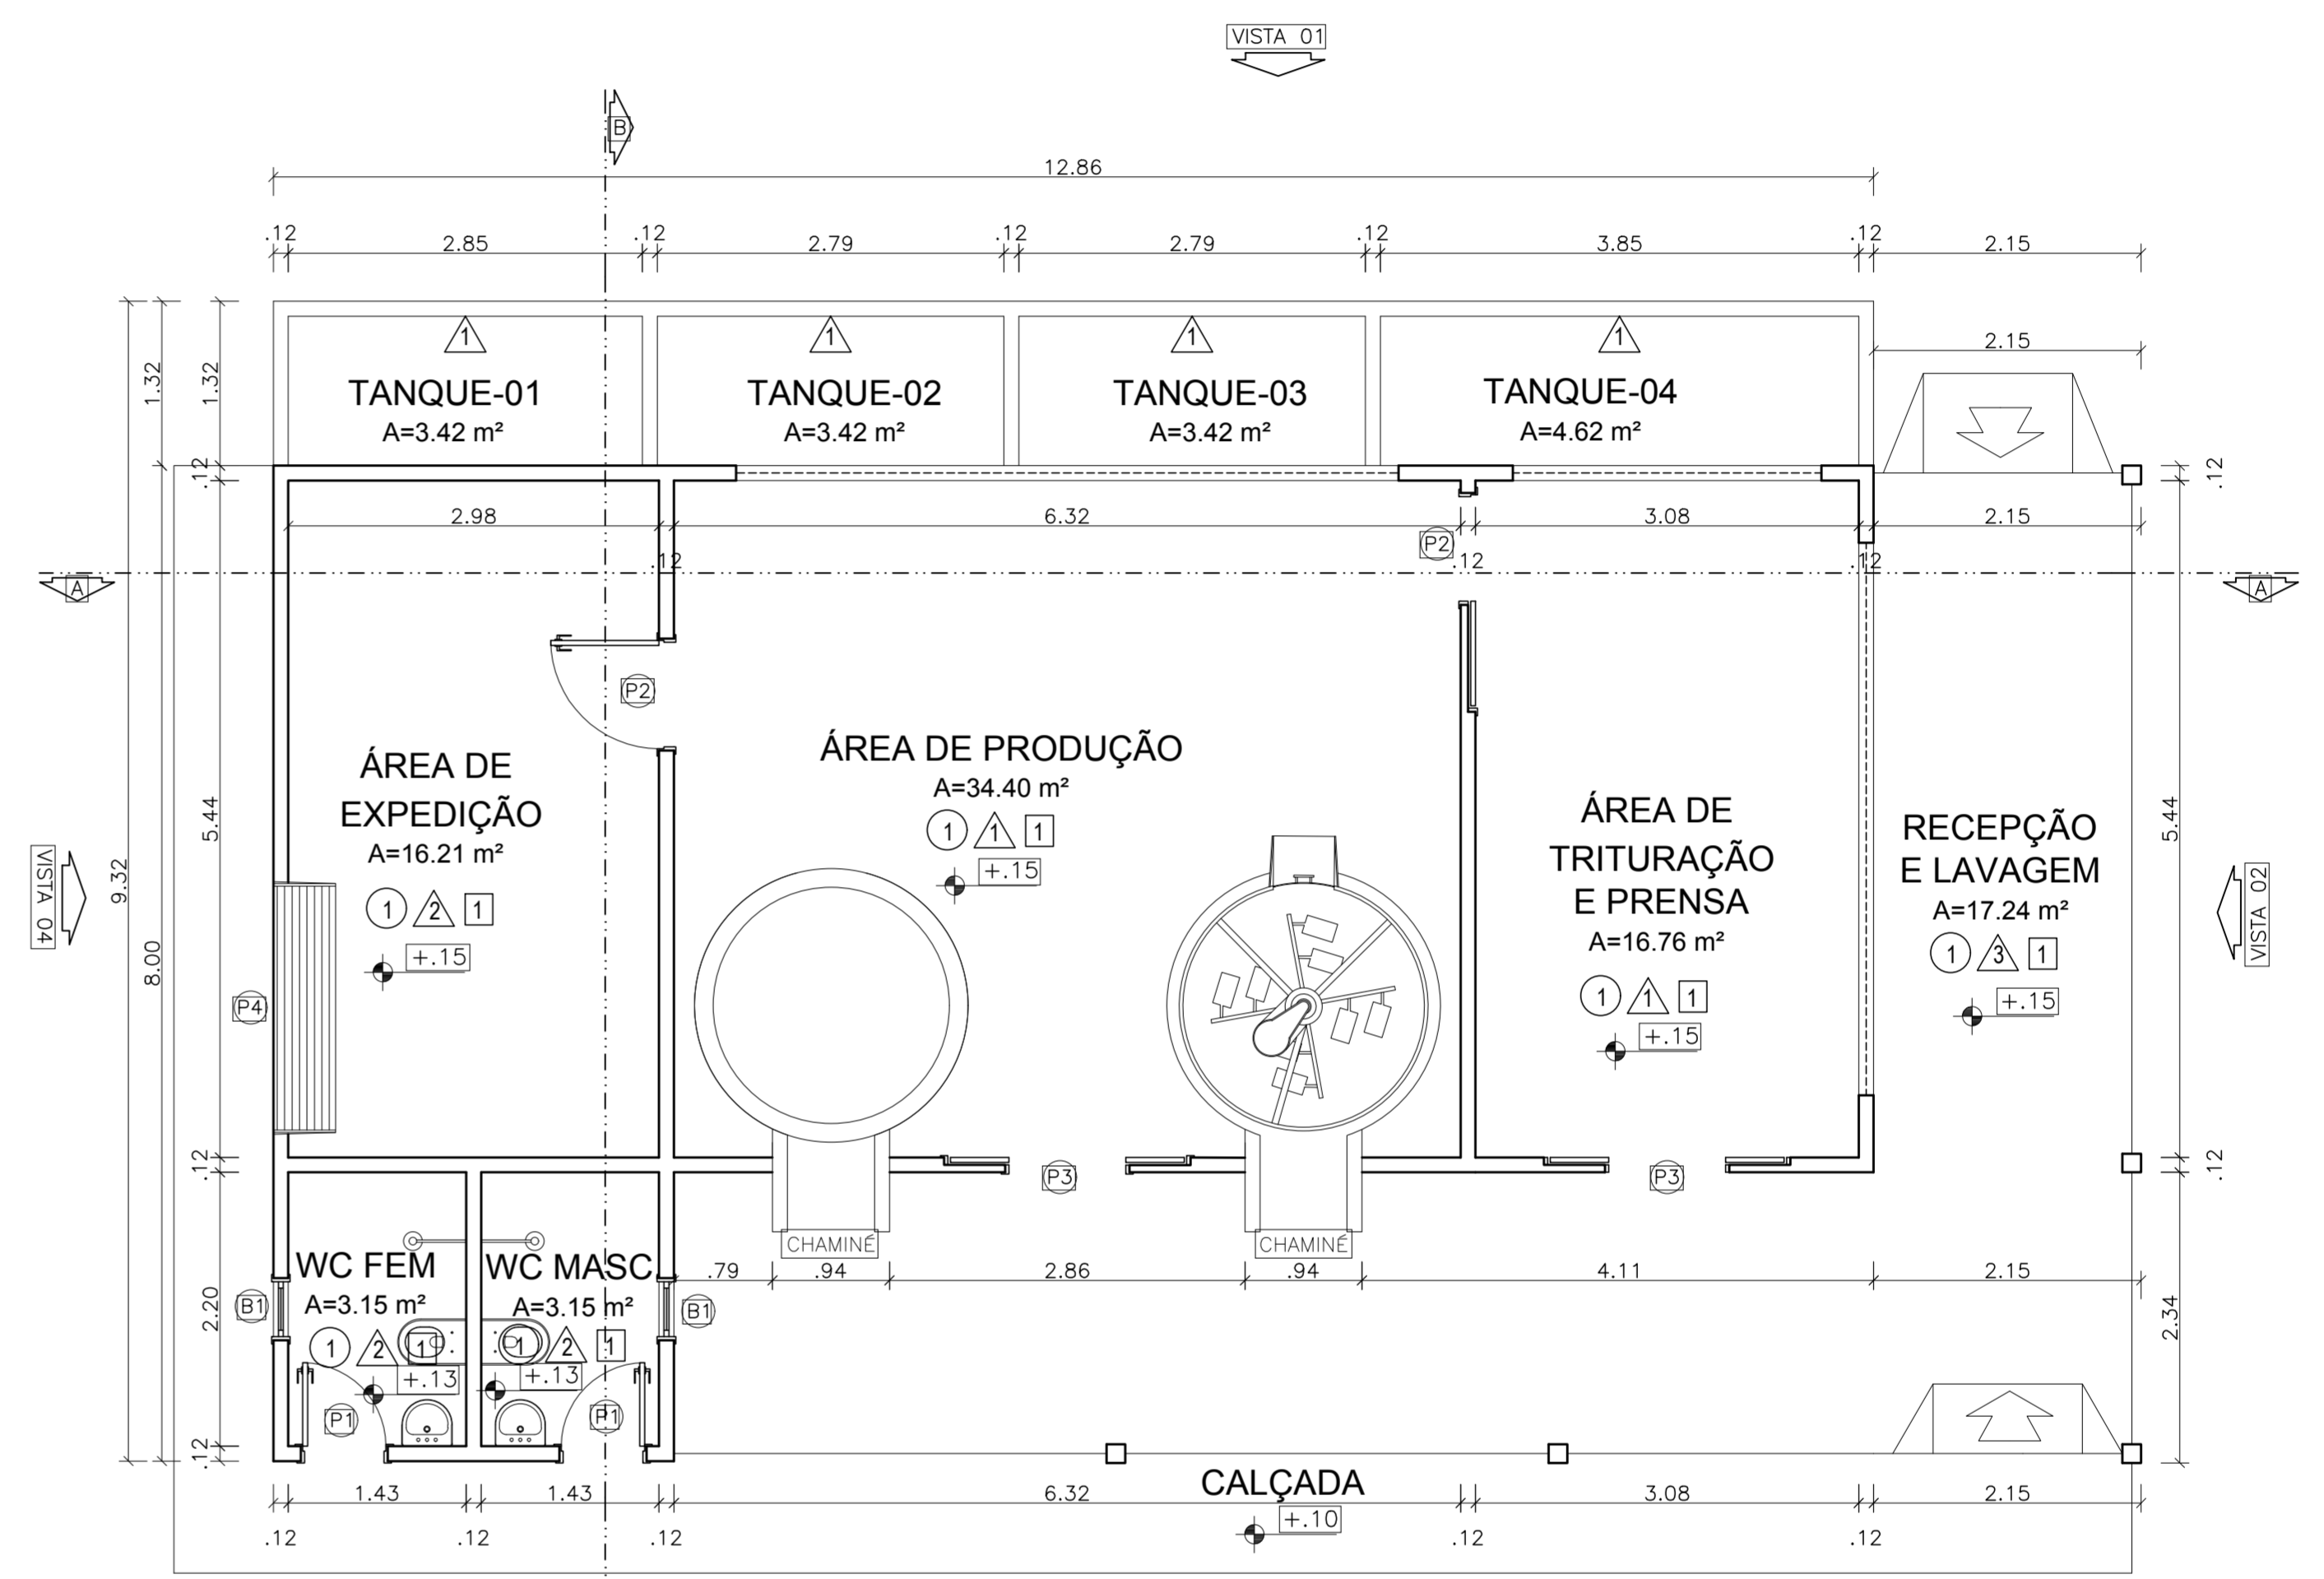 VISTA 01
B
12.86
.12 2.85 .12 2.79 .12 2.79 .12 3.85 .12 2.15
2.15
1 1 1 1
TANQUE-01 TANQUE-02 TANQUE-03 TANQUE-04
A=3.42 m² A=3.42 m² A=3.42 m² A=4.62 m²
1.32 1.32
.12 .12
2.98 6.32 3.08 2.15
P2
.12 .12 .12
A A
P2
ÁREA DE
EXPEDIÇÃO
A=16.21 m²
1 2 1
+.15
ÁREA DE PRODUÇÃO
A=34.40 m²
1 1 1
+.15
ÁREA DE
TRITURAÇÃO
E PRENSA
A=16.76 m²
1 1 1
+.15
RECEPÇÃO
E LAVAGEM
A=17.24 m²
1 3 1
+.15
5.44 5.44
9.32
8.00
VISTA 04
VISTA 02
P4
.12 .12
P3 P3
CHAMINÉ CHAMINÉ
WC FEM
A=3.15 m²
1 2 1
+.13
WC MASC
A=3.15 m²
1 2 1
+.13
B1 B1
P1 P1
.79 .94 2.86 .94 4.11 2.15
2.20 2.34
.12
CALÇADA
+.10
1.43 1.43 6.32 3.08 2.15
.12 .12 .12 .12 .12